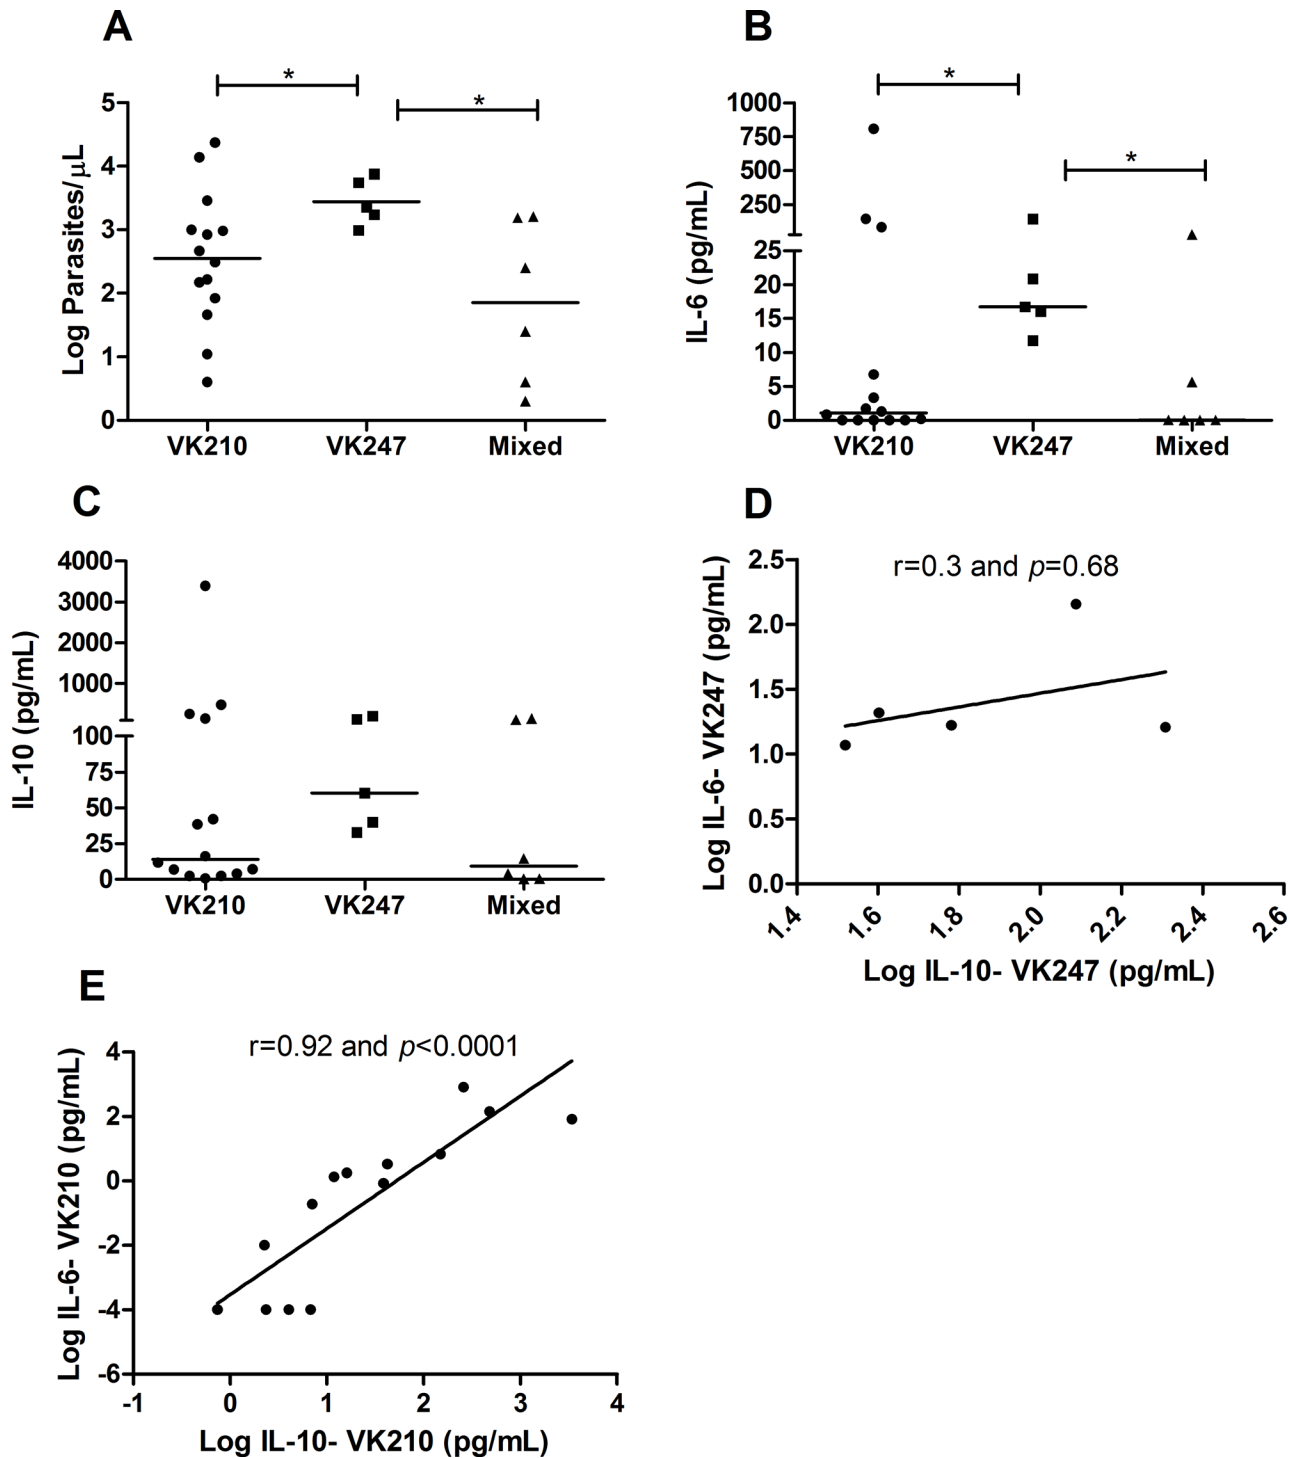 A
*
*
Log Parasites/μL
5
4
3
2
1
0
VK210 VK247 Mixed
B
*
*
IL-6 (pg/mL)
1000
750
500
250
25
20
15
10
5
0
VK210 VK247 Mixed
C
IL-10 (pg/mL)
4000
3000
2000
1000
100
75
50
25
0
VK210 VK247 Mixed
D
r=0.3 and p=0.68
Log IL-6- VK247 (pg/mL)
2.5
2.0
1.5
1.0
0.5
0.0
1.4 1.6 1.8 2.0 2.2 2.4 2.6
Log IL-10- VK247 (pg/mL)
E
r=0.92 and p<0.0001
Log IL-6- VK210 (pg/mL)
4
2
0
-2
-4
-6
-1 0 1 2 3 4
Log IL-10- VK210 (pg/mL)